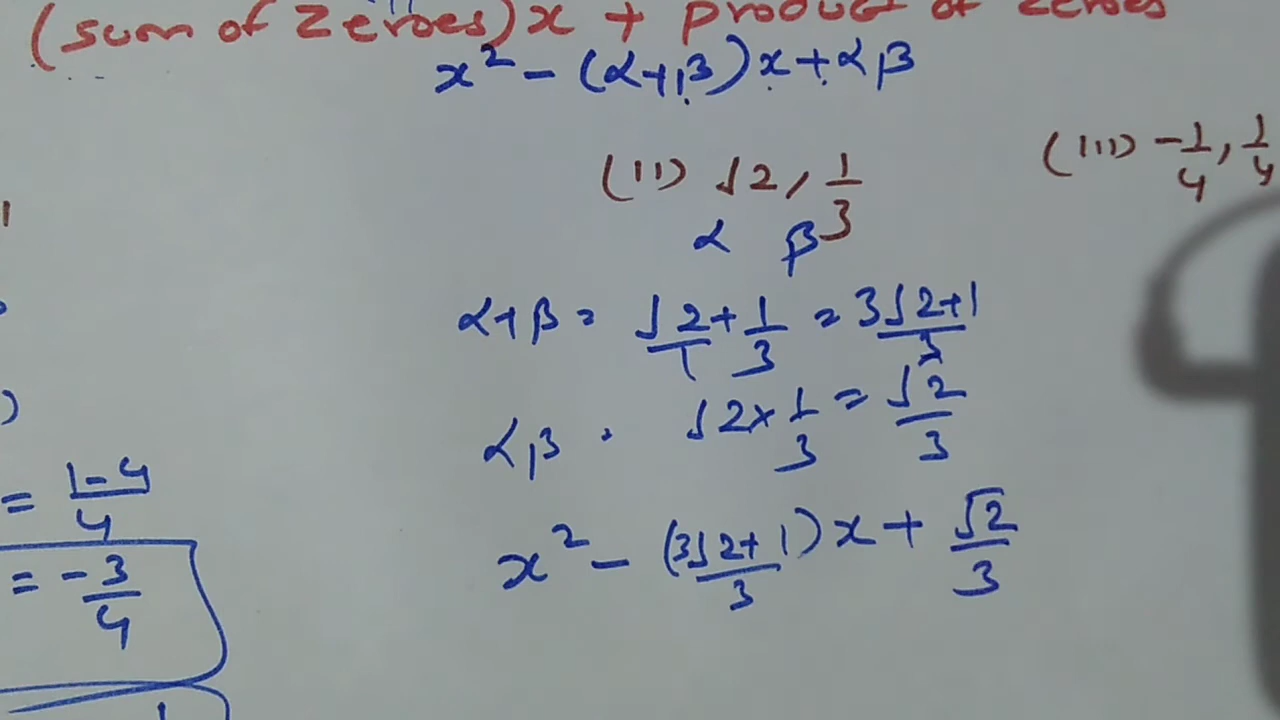 (sum of zeroes)x + product of zeroes
x² - (α+β)x + αβ
(ii) √2, 1/3
(iii) -1/4, 1/4
α β
α+β = √2/1 + 1/3 = 3√2+1/3
αβ = √2 × 1/3 = √2/3
x² - (3√2+1)/3 x + √2/3
= 1-4/4
= -3/4